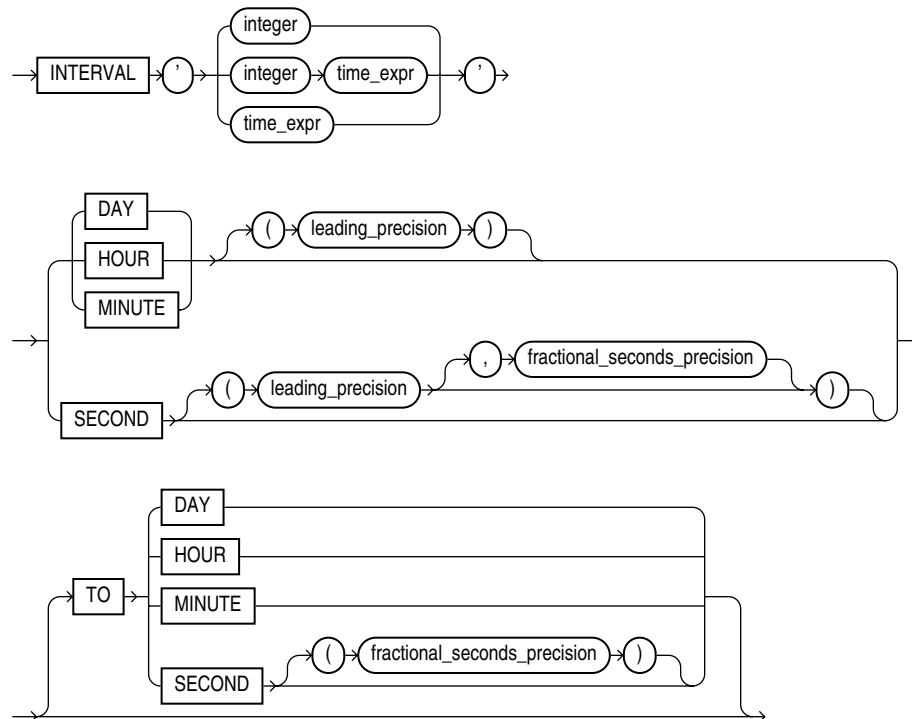 integer
INTERVAL ' integer time_expr '
time_expr
DAY ( leading_precision )
HOUR
MINUTE
, fractional_seconds_precision
SECOND ( leading_precision )
DAY
HOUR
TO MINUTE
SECOND ( fractional_seconds_precision )